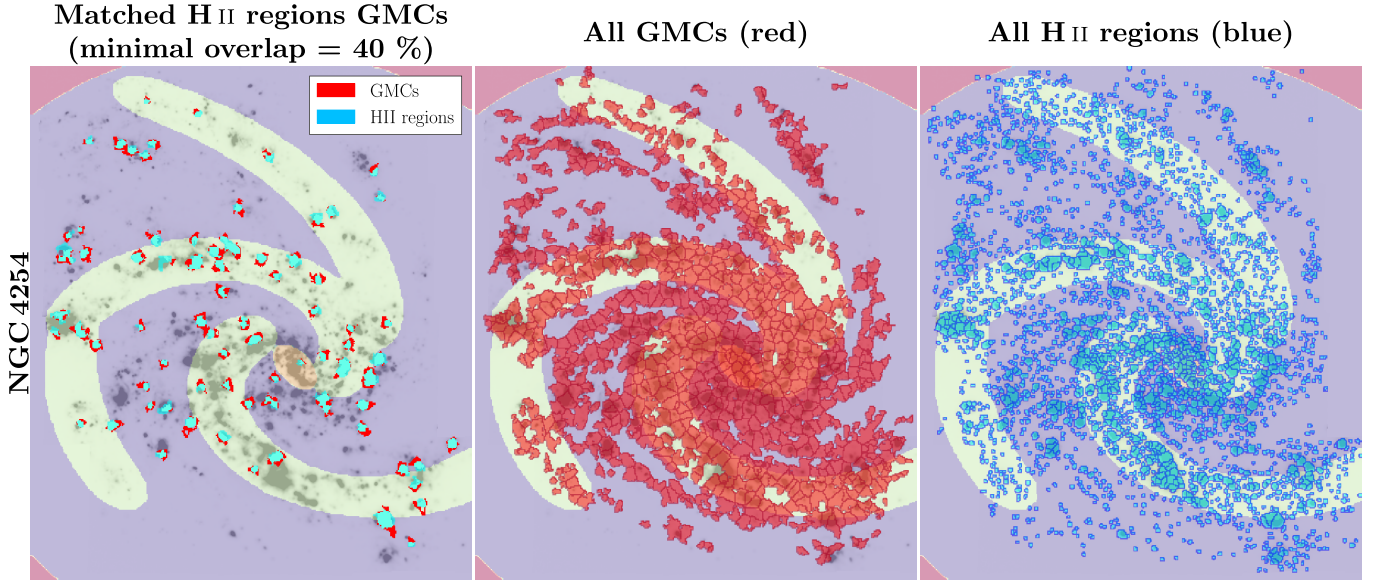 Matched H II regions GMCs
(minimal overlap = 40 %)
All GMCs (red)
All H II regions (blue)
GMCs
HII regions
NGC 4254